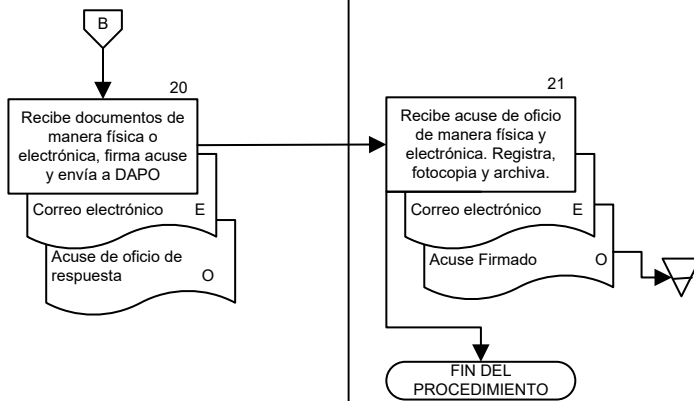 B
20
Recibe documentos de
manera física o
electrónica, firma acuse
y envía a DAPO
Correo electrónico
E
Acuse de oficio de
respuesta
O
21
Recibe acuse de oficio
de manera física y
electrónica. Registra,
fotocopia y archiva.
Correo electrónico
E
Acuse Firmado
O
FIN DEL
PROCEDIMIENTO